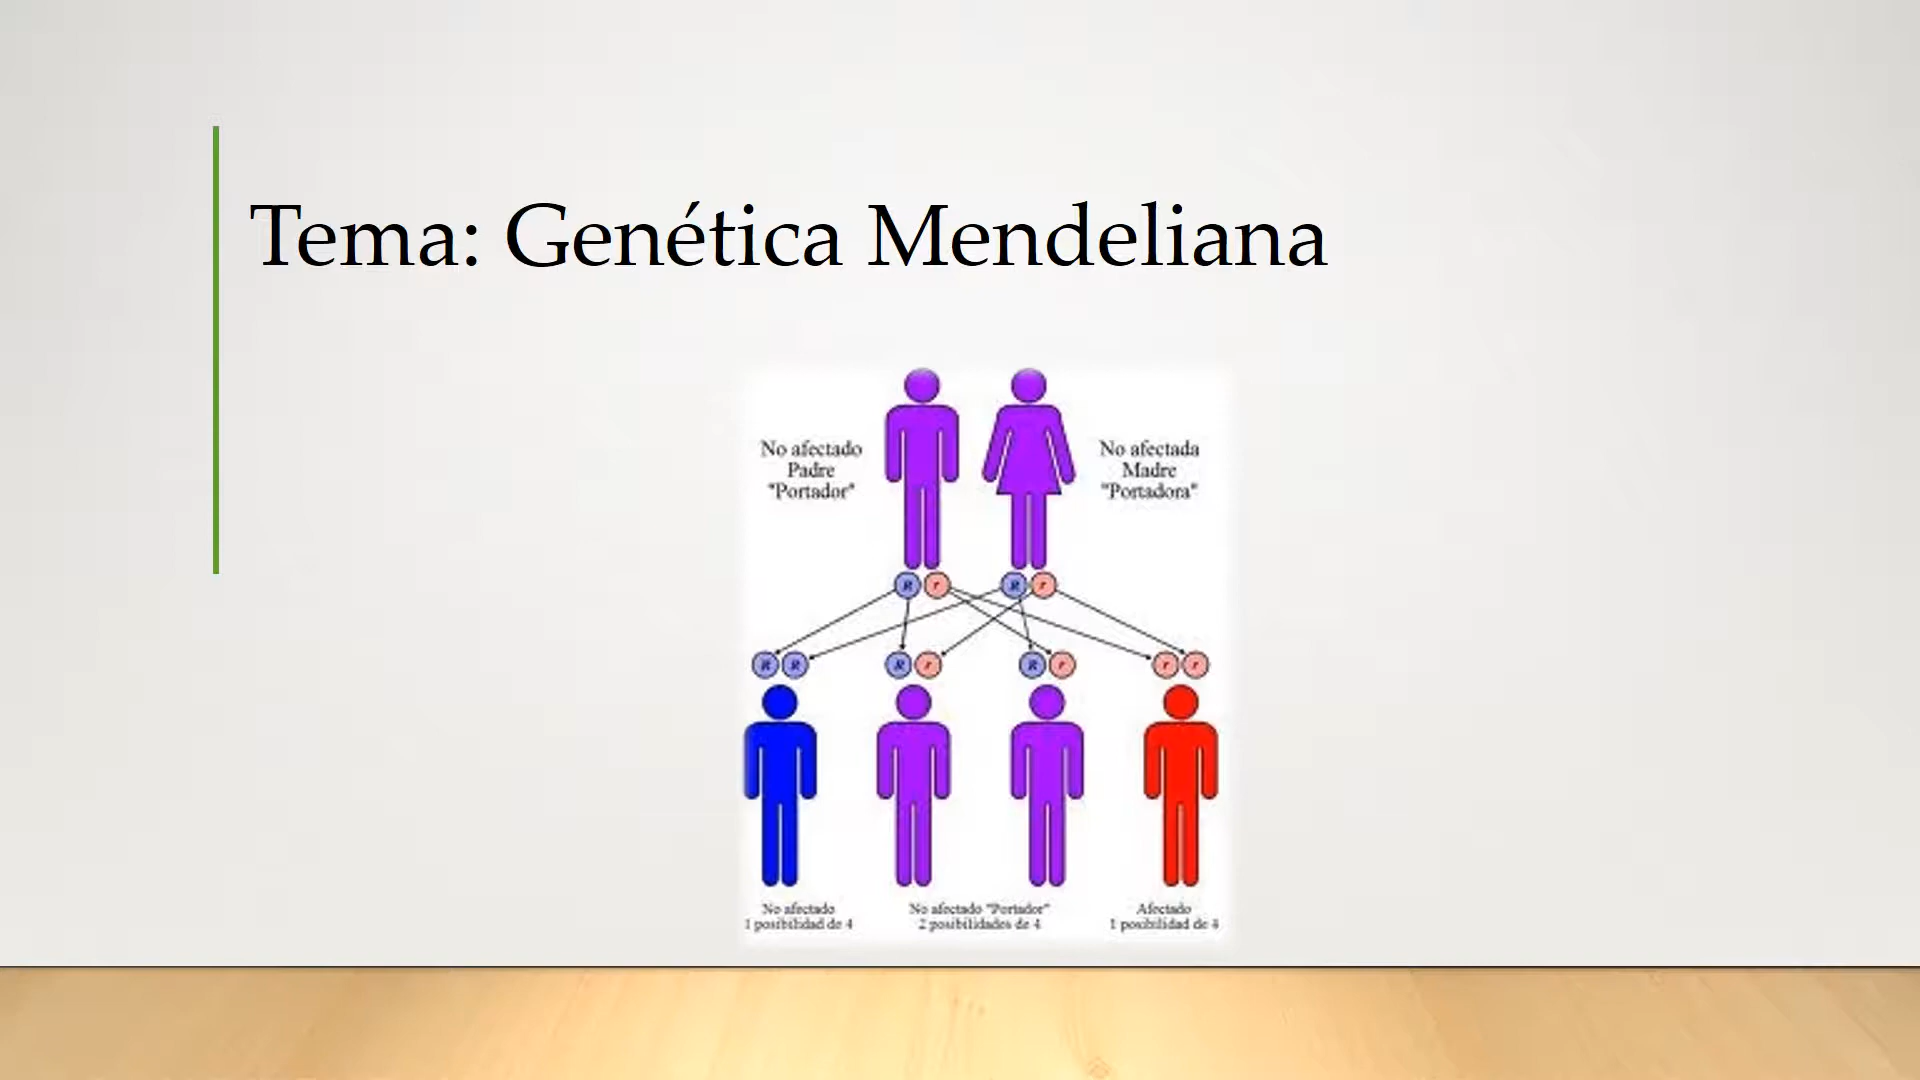 Tema: Genética Mendeliana
No afectado
Padre
"Portador"
No afectada
Madre
"Portadora"
R r R r
R R R r R r r r
No afectado
1 posibilidad de 4
No afectado "Portador"
2 posibilidades de 4
Afectado
1 posibilidad de 4